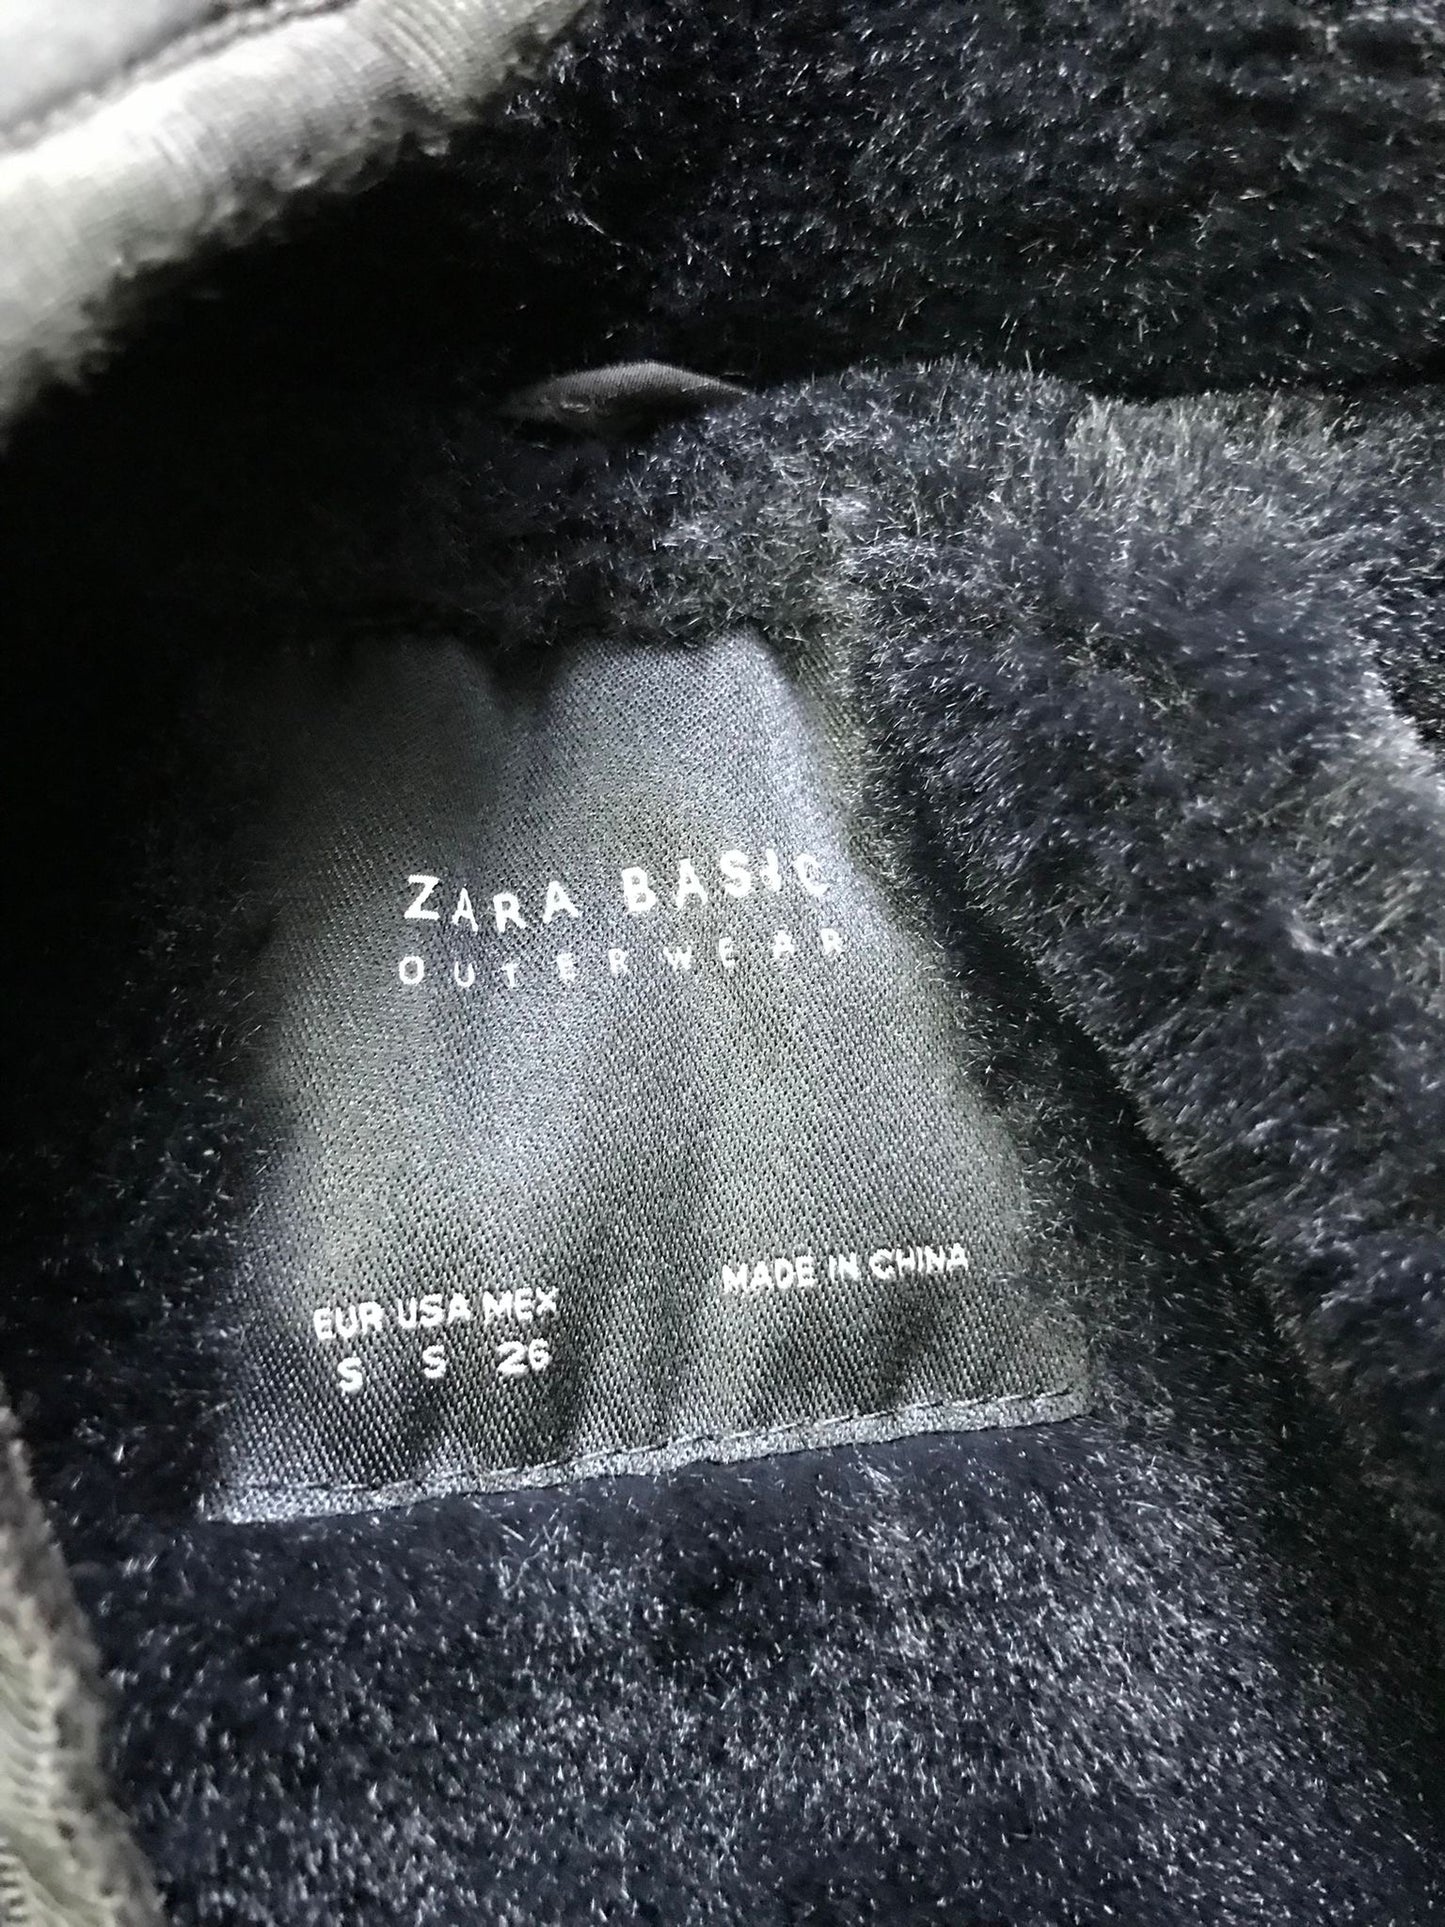 ZARA BASIC
OUTERWEAR
EUR USA MEX
S S 26
MADE IN CHINA